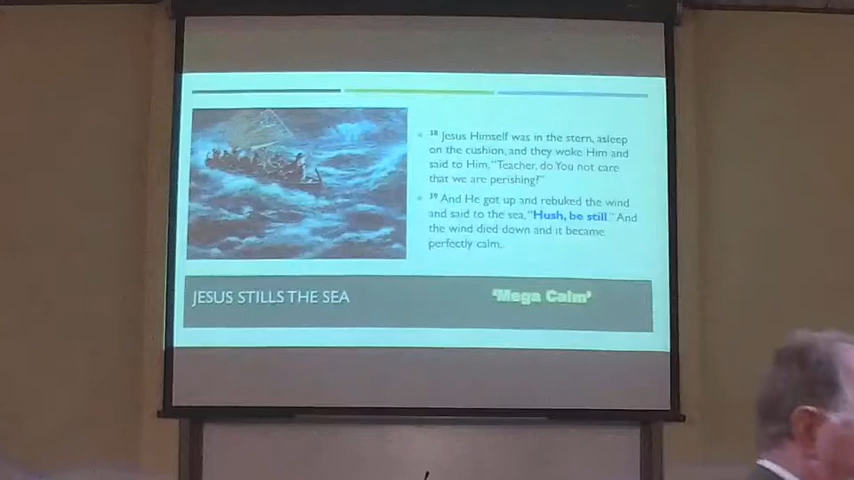 38 Jesus Himself was in the stern, asleep
on the cushion, and they woke Him and
said to Him, "Teacher, do You not care
that we are perishing?"
39 And He got up and rebuked the wind
and said to the sea, "Hush, be still." And
the wind died down and it became
perfectly calm.
JESUS STILLS THE SEA
'Mega Calm'